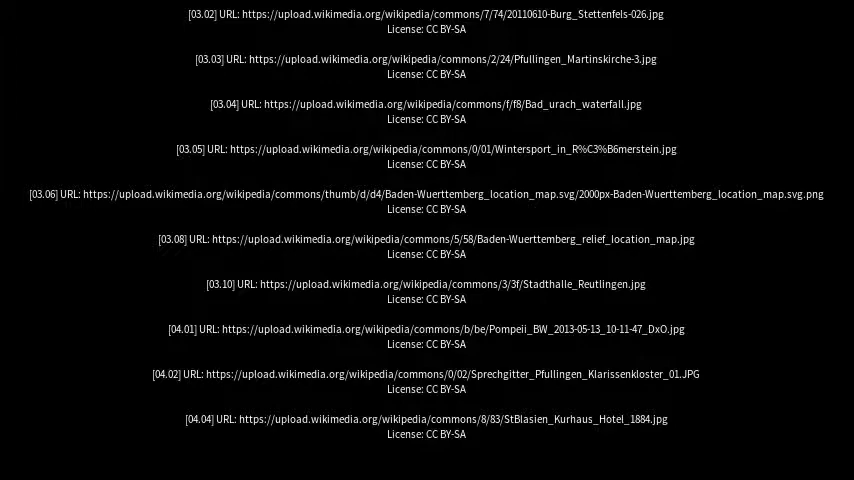 [03.02] URL: https://upload.wikimedia.org/wikipedia/commons/7/74/20110610-Burg_Stettenfels-026.jpg
License: CC BY-SA
[03.03] URL: https://upload.wikimedia.org/wikipedia/commons/2/24/Pfullingen_Martinskirche-3.jpg
License: CC BY-SA
[03.04] URL: https://upload.wikimedia.org/wikipedia/commons/f/f8/Bad_urach_waterfall.jpg
License: CC BY-SA
[03.05] URL: https://upload.wikimedia.org/wikipedia/commons/0/01/Wintersport_in_R%C3%B6merstein.jpg
License: CC BY-SA
[03.06] URL: https://upload.wikimedia.org/wikipedia/commons/thumb/d/d4/Baden-Wuerttemberg_location_map.svg/2000px-Baden-Wuerttemberg_location_map.svg.png
License: CC BY-SA
[03.08] URL: https://upload.wikimedia.org/wikipedia/commons/5/58/Baden-Wuerttemberg_relief_location_map.jpg
License: CC BY-SA
[03.10] URL: https://upload.wikimedia.org/wikipedia/commons/3/3f/Stadthalle_Reutlingen.jpg
License: CC BY-SA
[04.01] URL: https://upload.wikimedia.org/wikipedia/commons/b/be/Pompeii_BW_2013-05-13_10-11-47_DxO.jpg
License: CC BY-SA
[04.02] URL: https://upload.wikimedia.org/wikipedia/commons/0/02/Sprechgitter_Pfullingen_Klarissenkloster_01.JPG
License: CC BY-SA
[04.04] URL: https://upload.wikimedia.org/wikipedia/commons/8/83/StBlasien_Kurhaus_Hotel_1884.jpg
License: CC BY-SA